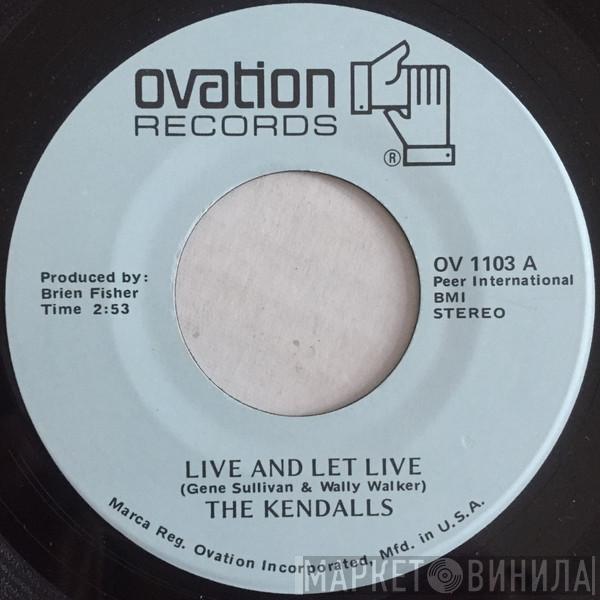 ovation
RECORDS
®
Produced by:
Brien Fisher
Time 2:53
OV 1103 A
Peer International
BMI
STEREO
LIVE AND LET LIVE
(Gene Sullivan & Wally Walker)
THE KENDALLS
Marca Reg. Ovation Incorporated, Mfd. in U.S.A.
МАРКЕТ ВИНИЛА